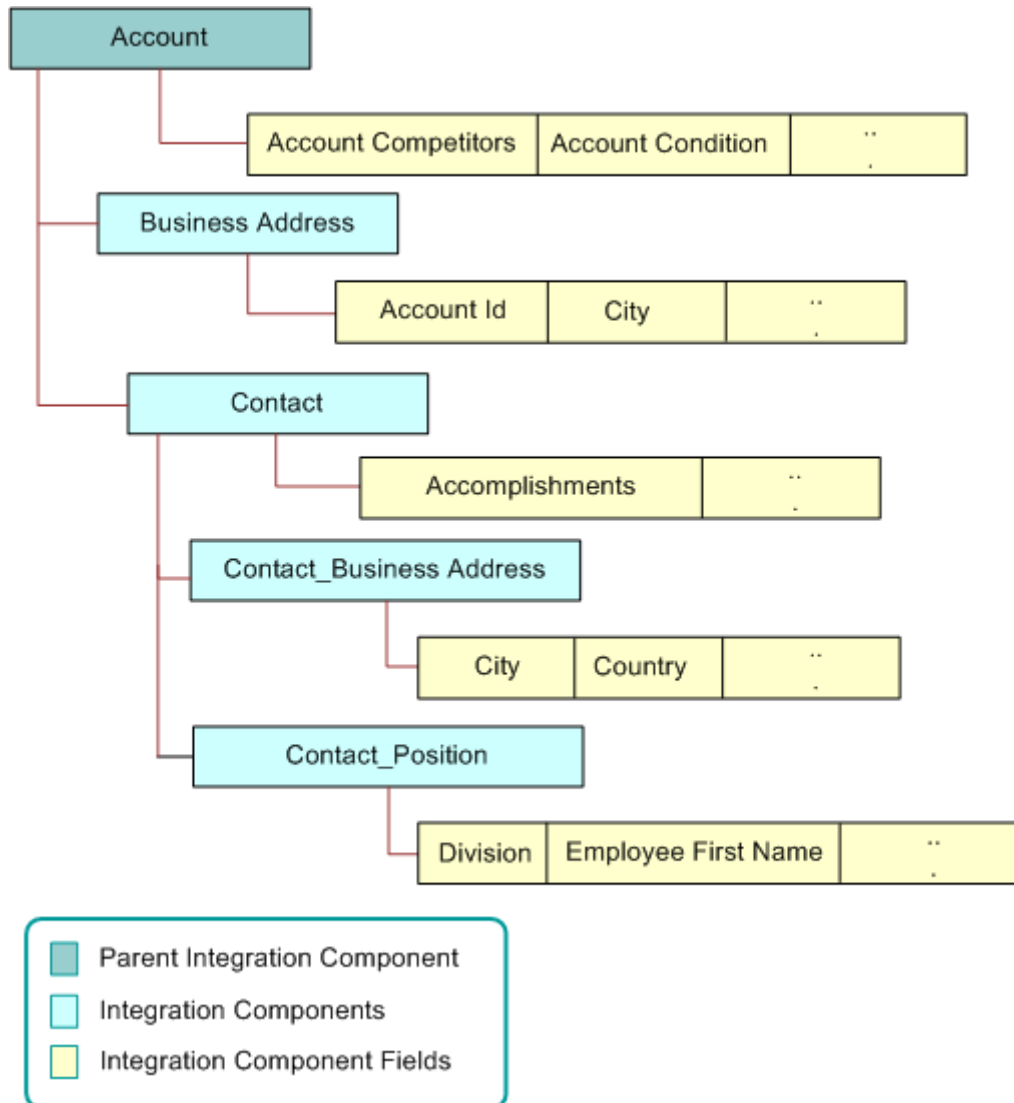 Account
Account Competitors Account Condition ...
Business Address
Account Id City ...
Contact
Accomplishments ...
Contact_Business Address
City Country ...
Contact_Position
Division Employee First Name ...
Parent Integration Component
Integration Components
Integration Component Fields